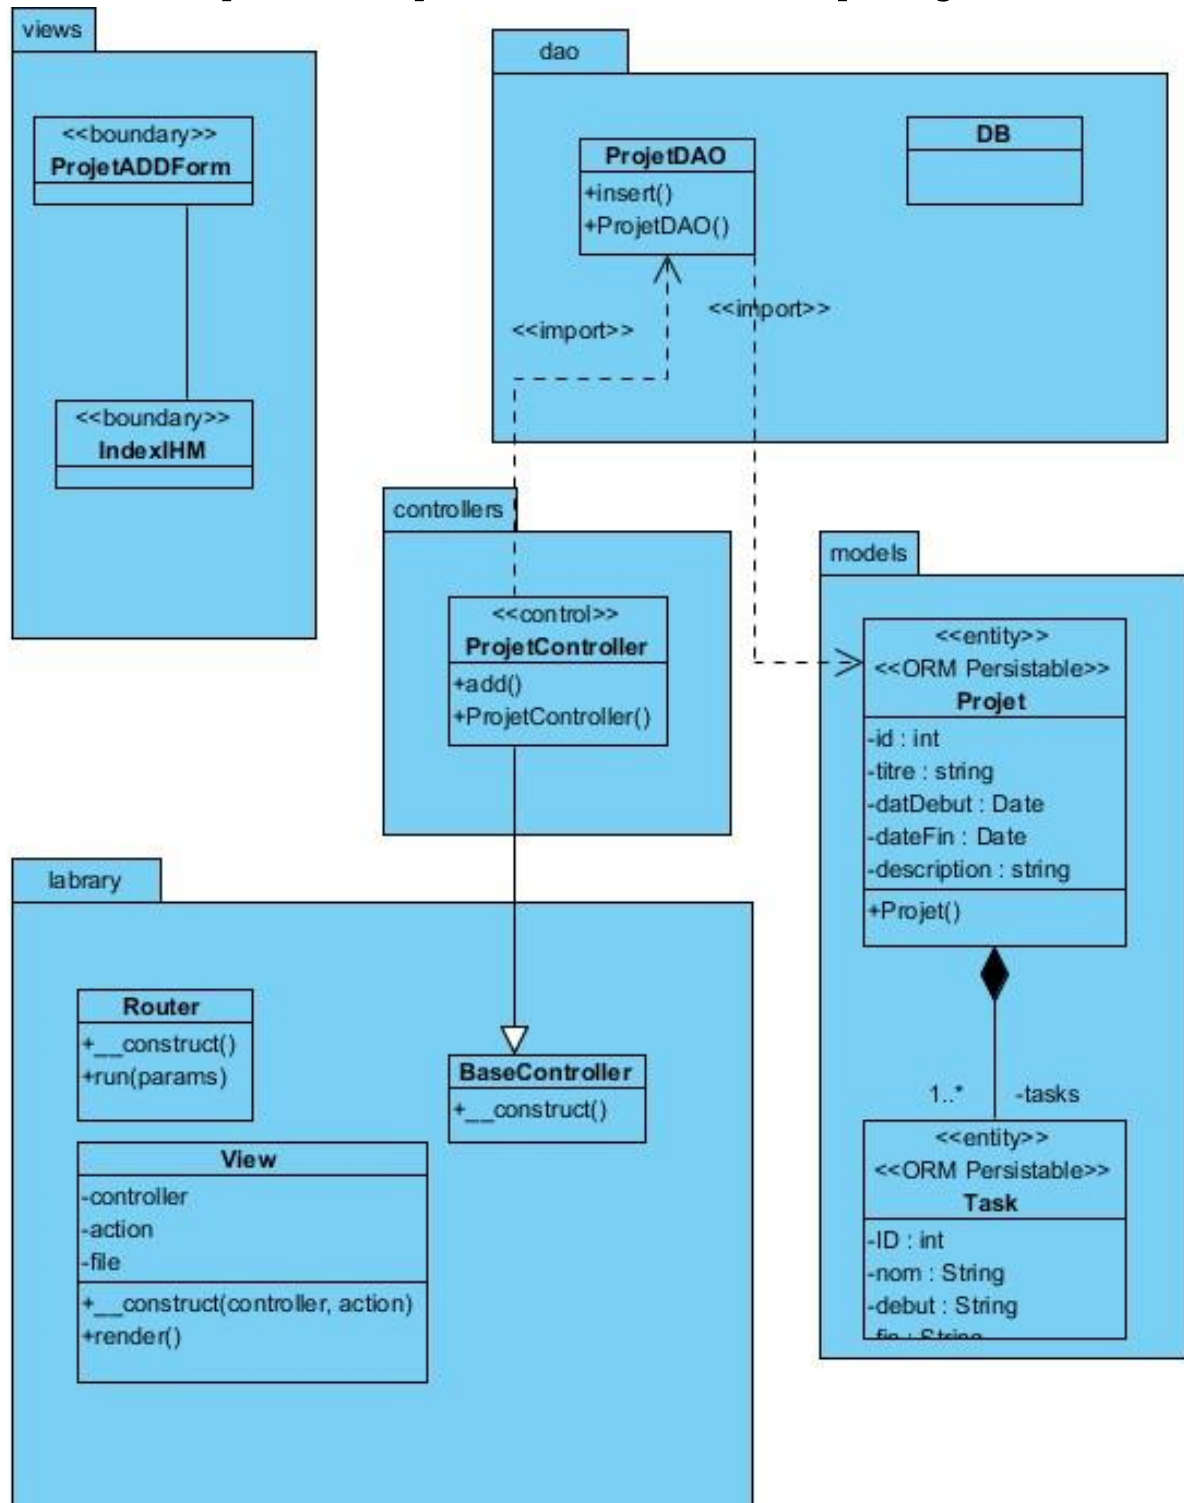 views
<<boundary>>
ProjetADDForm
<<boundary>>
IndexIHM
dao
ProjetDAO
+insert()
+ProjetDAO()
DB
<<import>>
<<import>>
controllers
<<control>>
ProjetController
+add()
+ProjetController()
models
<<entity>>
<<ORM Persistable>>
Projet
-id : int
-titre : string
-datDebut : Date
-dateFin : Date
-description : string
+Projet()
1..* -tasks
<<entity>>
<<ORM Persistable>>
Task
-ID : int
-nom : String
-debut : String
-fin : String
labrary
Router
+__construct()
+run(params)
BaseController
+__construct()
View
-controller
-action
-file
+__construct(controller, action)
+render()